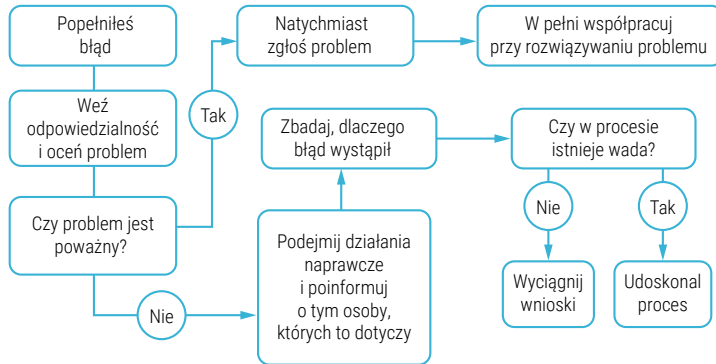 Popełniłeś
błąd
Weź
odpowiedzialność
i oceń problem
Czy problem jest
poważny?
Tak
Natychmiast
zgłoś problem
W pełni współpracuj
przy rozwiązywaniu problemu
Nie
Podejmij działania
naprawcze
i poinformuj
o tym osoby,
których to dotyczy
Zbadaj, dlaczego
błąd wystąpił
Czy w procesie
istnieje wada?
Nie
Wyciągnij
wnioski
Tak
Udoskonal
proces